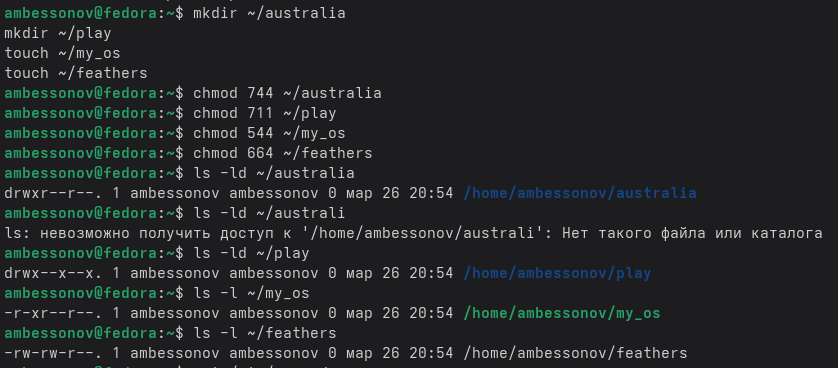 ambessonov@fedora:~$ mkdir ~/australia
mkdir ~/play
touch ~/my_os
touch ~/feathers
ambessonov@fedora:~$ chmod 744 ~/australia
ambessonov@fedora:~$ chmod 711 ~/play
ambessonov@fedora:~$ chmod 544 ~/my_os
ambessonov@fedora:~$ chmod 664 ~/feathers
ambessonov@fedora:~$ ls -ld ~/australia
drwxr--r--. 1 ambessonov ambessonov 0 мар 26 20:54 /home/ambessonov/australia
ambessonov@fedora:~$ ls -ld ~/australi
ls: невозможно получить доступ к '/home/ambessonov/australi': Нет такого файла или каталога
ambessonov@fedora:~$ ls -ld ~/play
drwx--x--x. 1 ambessonov ambessonov 0 мар 26 20:54 /home/ambessonov/play
ambessonov@fedora:~$ ls -l ~/my_os
-r-xr--r--. 1 ambessonov ambessonov 0 мар 26 20:54 /home/ambessonov/my_os
ambessonov@fedora:~$ ls -l ~/feathers
-rw-rw-r--. 1 ambessonov ambessonov 0 мар 26 20:54 /home/ambessonov/feathers